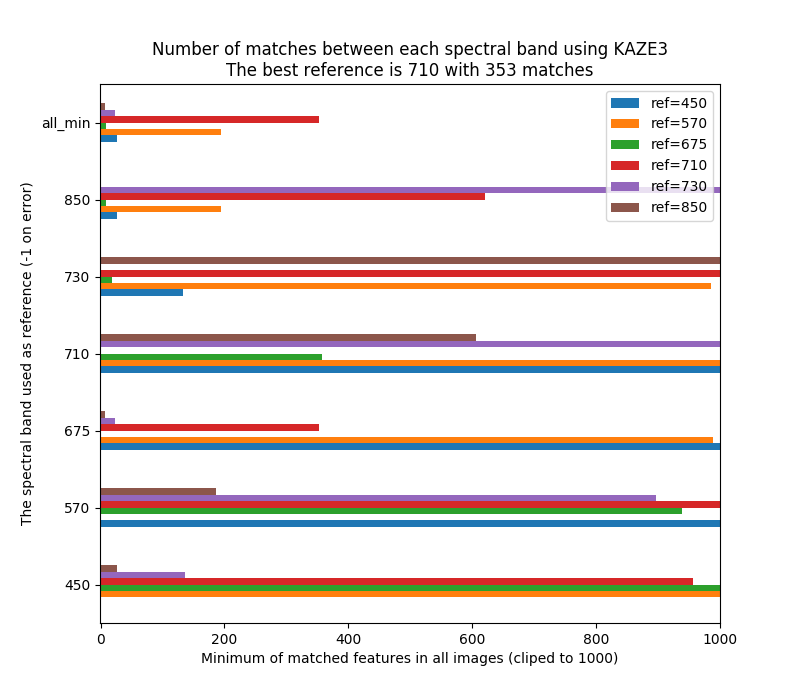 Number of matches between each spectral band using KAZE3
The best reference is 710 with 353 matches
ref=450
ref=570
ref=675
ref=710
ref=730
ref=850
The spectral band used as reference (-1 on error)
all_min
850
730
710
675
570
450
0 200 400 600 800 1000
Minimum of matched features in all images (cliped to 1000)